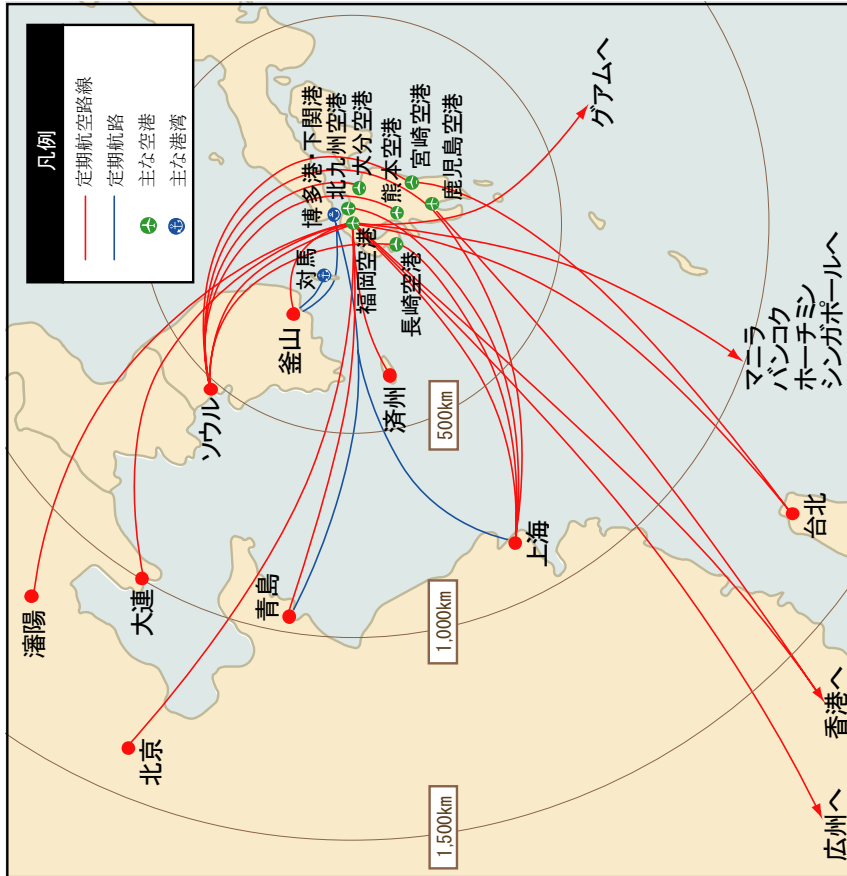 凡例
定期航空路線
定期航路
主な空港
主な港湾
瀋陽
大連
北京
青島
ソウル
釜山
対馬
済州
上海
台北
博多港・下関港
北九州空港
大分空港
福岡空港
熊本空港
長崎空港
宮崎空港
鹿児島空港
グアムへ
マニラ
バンコク
ホーチミン
シンガポールへ
香港へ
広州へ
500km
1,000km
1,500km